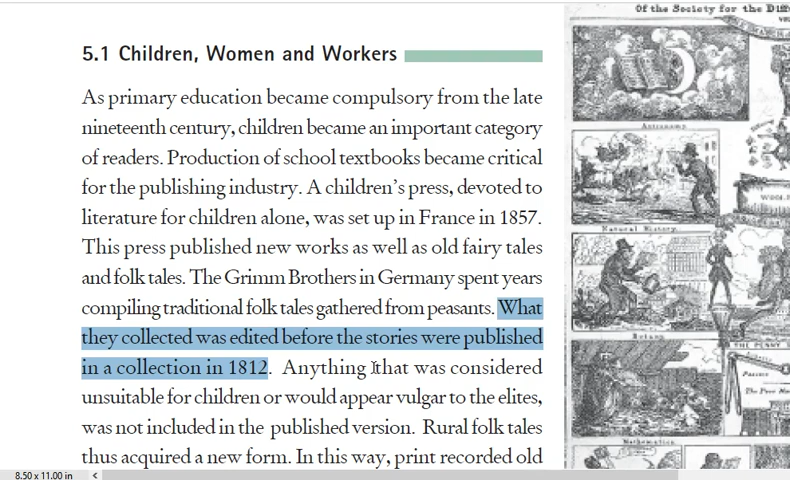 5.1 Children, Women and Workers
As primary education became compulsory from the late
nineteenth century, children became an important category
of readers. Production of school textbooks became critical
for the publishing industry. A children's press, devoted to
literature for children alone, was set up in France in 1857.
This press published new works as well as old fairy tales
and folk tales. The Grimm Brothers in Germany spent years
compiling traditional folk tales gathered from peasants. What
they collected was edited before the stories were published
in a collection in 1812. Anything that was considered
unsuitable for children or would appear vulgar to the elites,
was not included in the published version. Rural folk tales
thus acquired a new form. In this way, print recorded old
Of the Society for the Diff
Astronomy
Natural History.
Botany
THE PENNY
The Poor
Mathematics
8.50 x 11.00 in